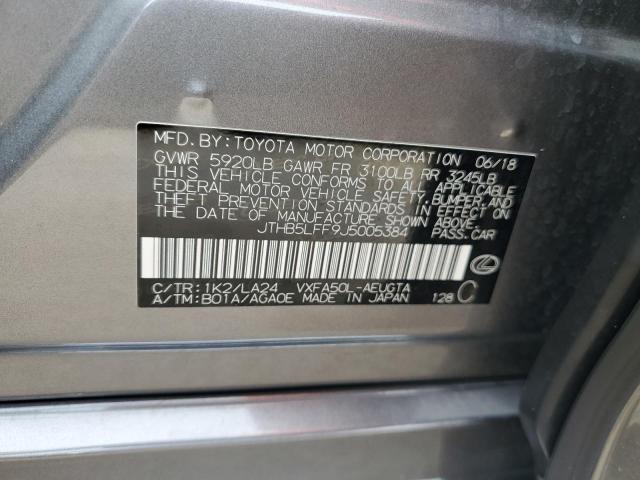 MFD.BY:TOYOTA MOTOR CORPORATION 06/18
GVWR 5920LB GAWR FR 3100LB RR 3245LB
THIS VEHICLE CONFORMS TO ALL APPLICABLE
FEDERAL MOTOR VEHICLE SAFETY, BUMPER, AND
THEFT PREVENTION STANDARDS IN EFFECT ON
THE DATE OF MANUFACTURE SHOWN ABOVE.
JTHB5LFF9J5005384 PASS.CAR
C/TR:1K2/LA24 VXFA50L-AEUGTA
A/TM:B01A/AGA0E MADE IN JAPAN 128 C